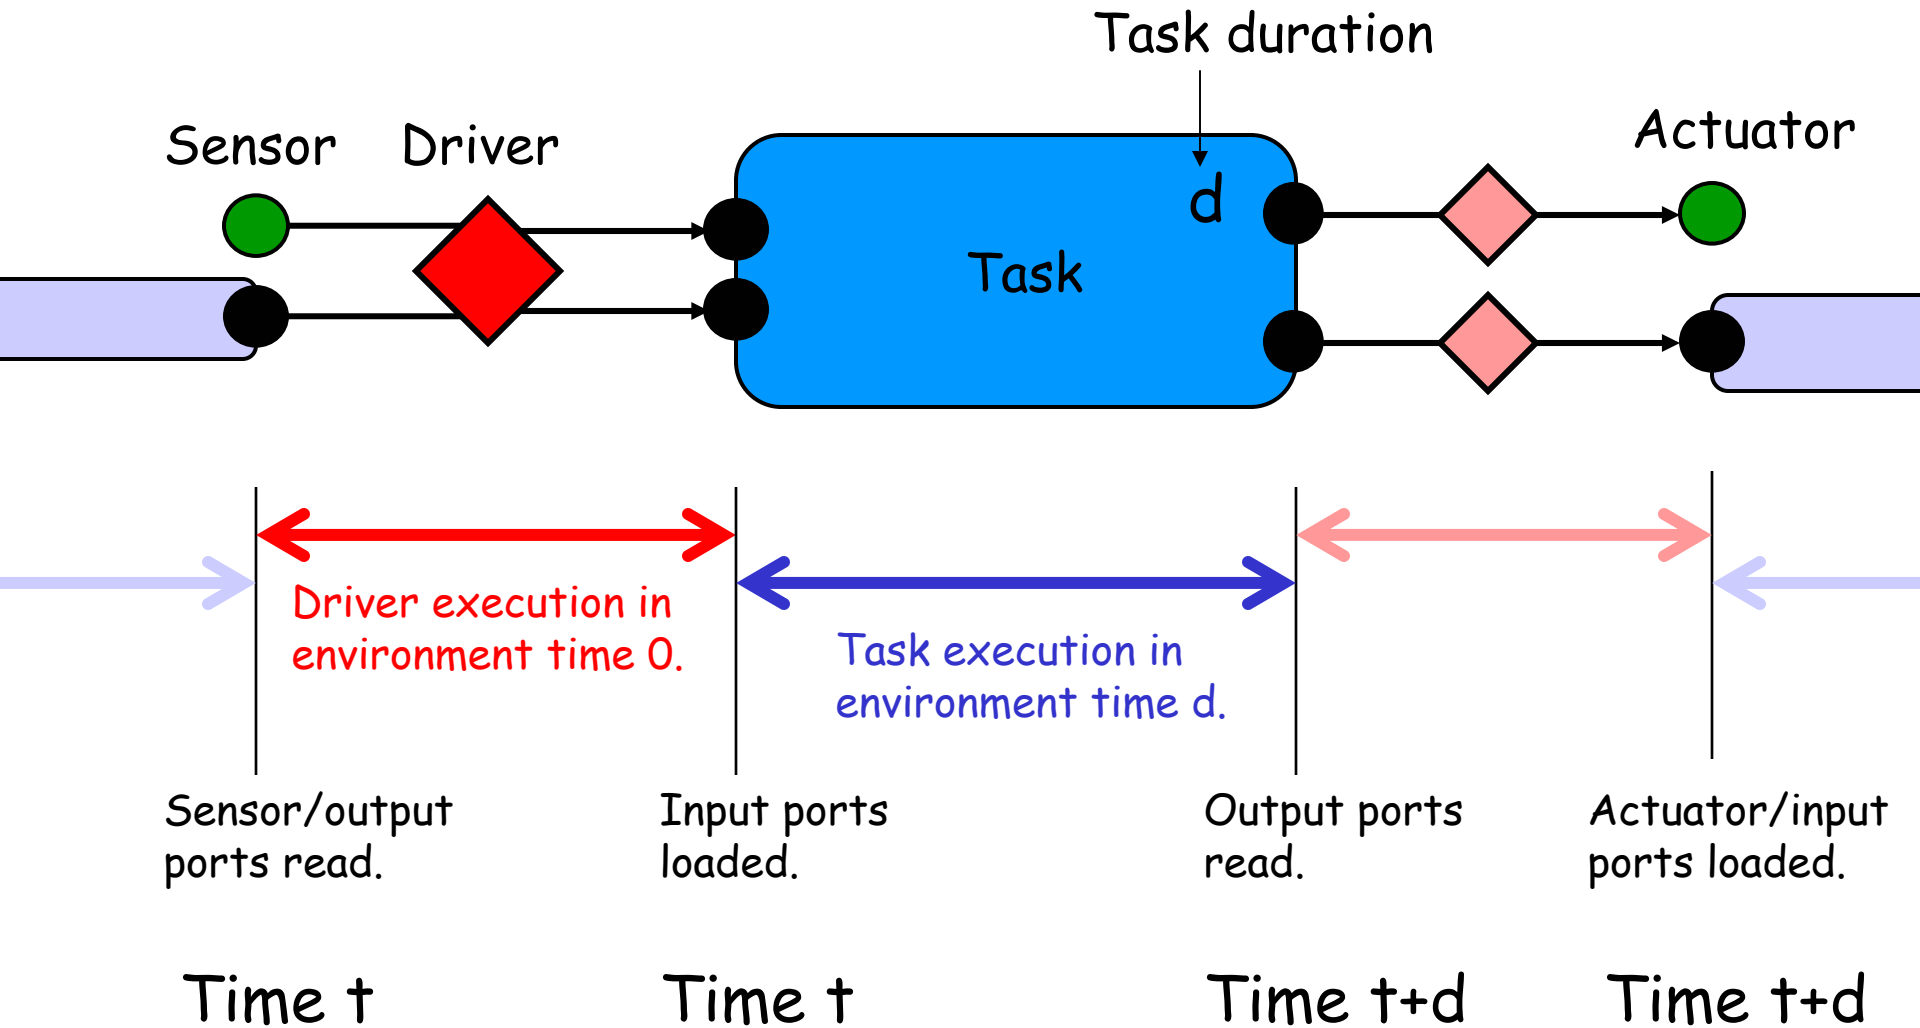 Task duration
Sensor
Driver
Actuator
d
Task
Driver execution in
environment time 0.
Task execution in
environment time d.
Sensor/output
ports read.
Input ports
loaded.
Output ports
read.
Actuator/input
ports loaded.
Time t
Time t
Time t+d
Time t+d